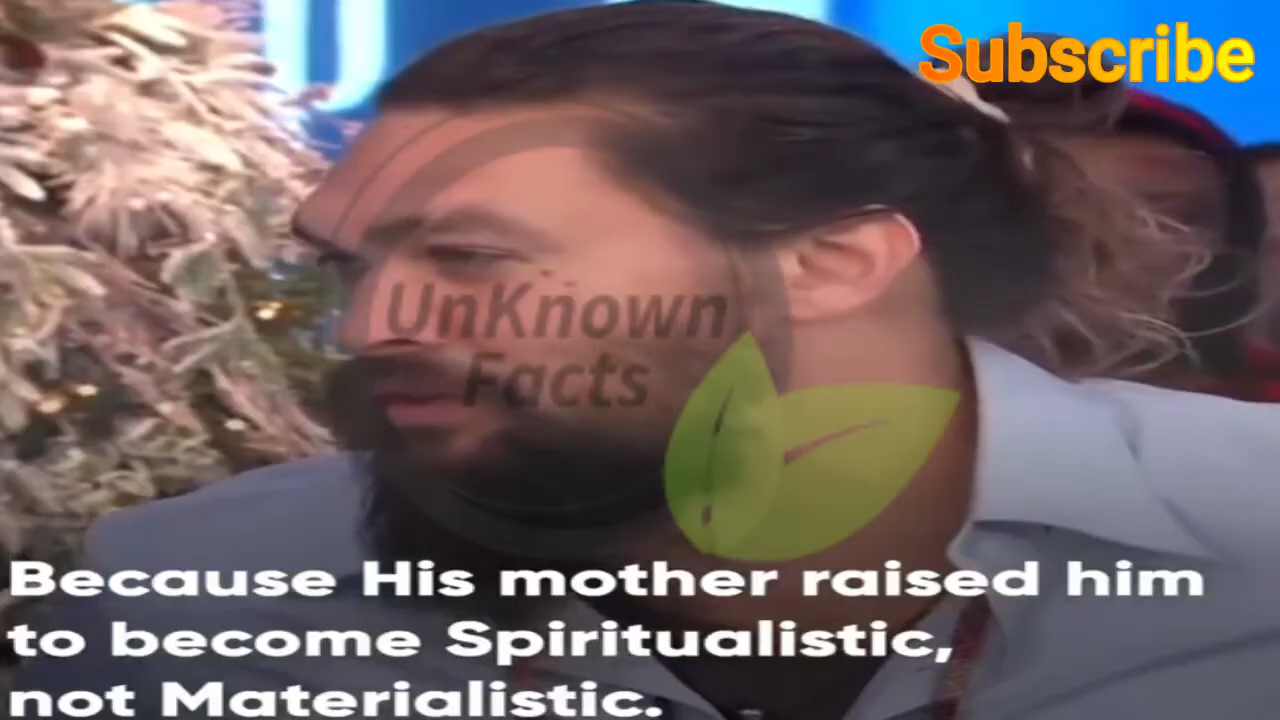 Subscribe
UnKnown
Facts
Because His mother raised him
to become Spiritualistic,
not Materialistic.